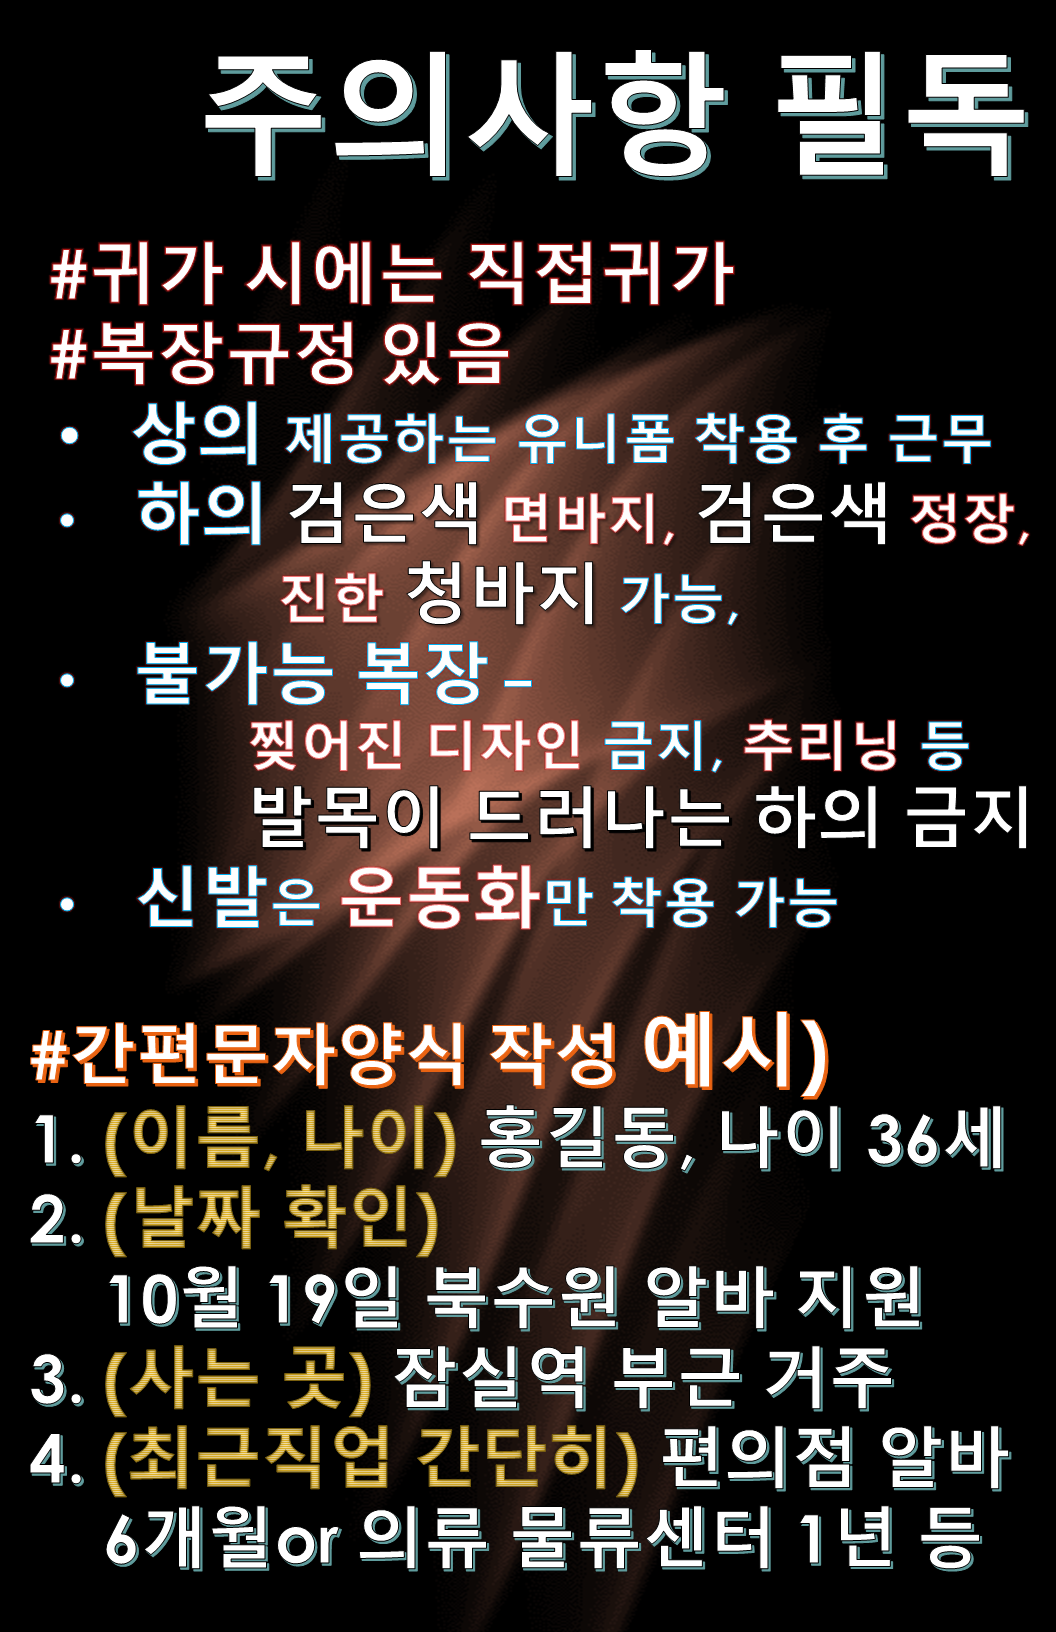 주의사항 필독
#귀가 시에는 직접귀가
#복장규정 있음
• 상의 제공하는 유니폼 착용 후 근무
• 하의 검은색 면바지, 검은색 정장,
진한 청바지 가능,
• 불가능 복장 –
찢어진 디자인 금지, 추리닝 등
발목이 드러나는 하의 금지
• 신발은 운동화만 착용 가능
#간편문자양식 작성 예시)
1. (이름, 나이) 홍길동, 나이 36세
2. (날짜 확인)
10월 19일 북수원 알바 지원
3. (사는 곳) 잠실역 부근 거주
4. (최근직업 간단히) 편의점 알바
6개월or 의류 물류센터 1년 등